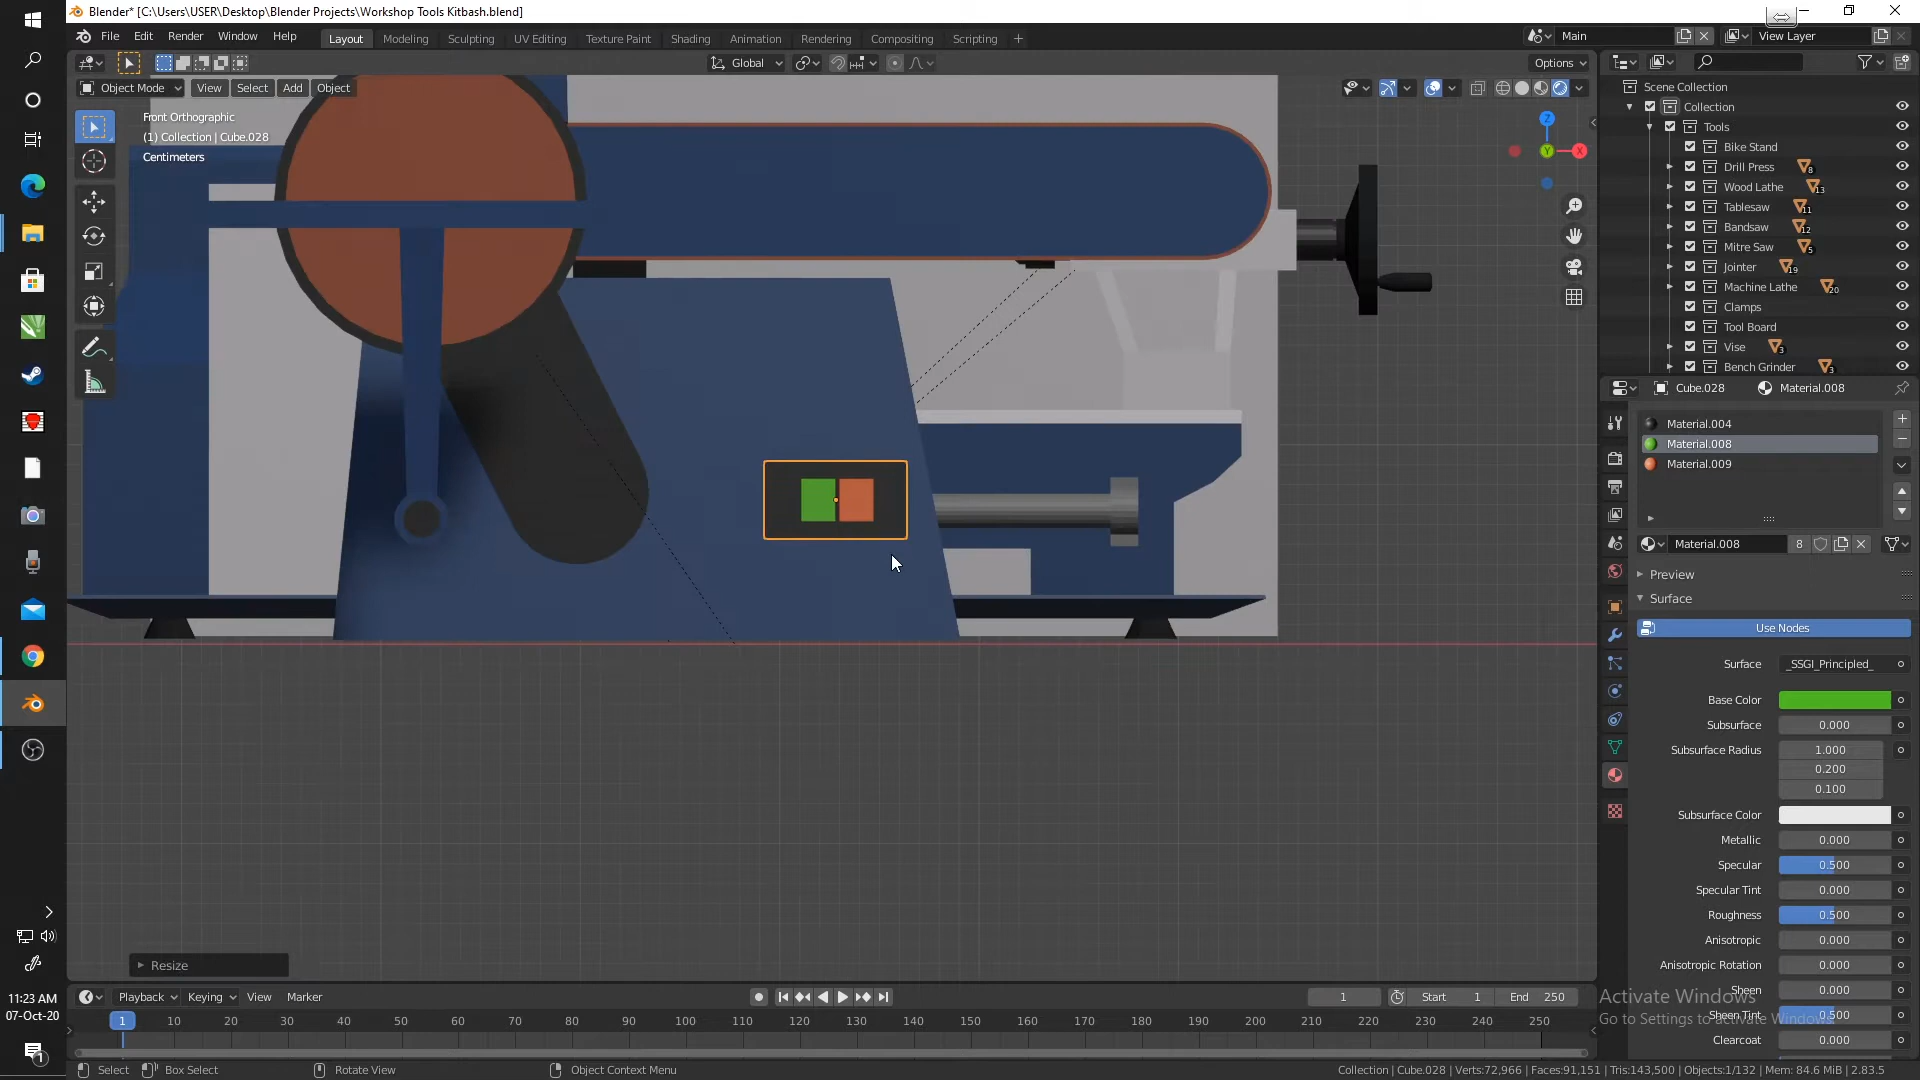 Blender* [C:\Users\USER\Desktop\Blender Projects\Workshop Tools Kitbash.blend]
File Edit Render Window Help Layout Modeling Sculpting UV Editing Texture Paint Shading Animation Rendering Compositing Scripting + Main View Layer
Global Options
Object Mode View Select Add Object
Front Orthographic
(1) Collection | Cube.028
Centimeters
Z
Y
X
Scene Collection
Collection
Tools
Bike Stand
Drill Press 8
Wood Lathe 13
Tablesaw 11
Bandsaw 12
Mitre Saw 5
Jointer 19
Machine Lathe 20
Clamps
Tool Board
Vise 3
Bench Grinder 3
Cube.028 Material.008
Material.004
Material.008
Material.009
Material.008 8
Preview
Surface
Use Nodes
Surface _SSGI_Principled_
Base Color
Subsurface 0.000
Subsurface Radius 1.000
0.200
0.100
Subsurface Color
Metallic 0.000
Specular 0.500
Specular Tint 0.000
Roughness 0.500
Anisotropic 0.000
Anisotropic Rotation 0.000
Sheen 0.000
Sheen Tint 0.500
Clearcoat 0.000
Activate Windows
Go to Settings to activate Windows.
Resize
Playback Keying View Marker 1 Start 1 End 250
1 10 20 30 40 50 60 70 80 90 100 110 120 130 140 150 160 170 180 190 200 210 220 230 240 250
Select Box Select Rotate View Object Context Menu Collection | Cube.028 | Verts:72,966 | Faces:91,151 | Tris:143,500 | Objects:1/132 | Mem: 84.6 MiB | 2.83.5
11:23 AM
07-Oct-20
1